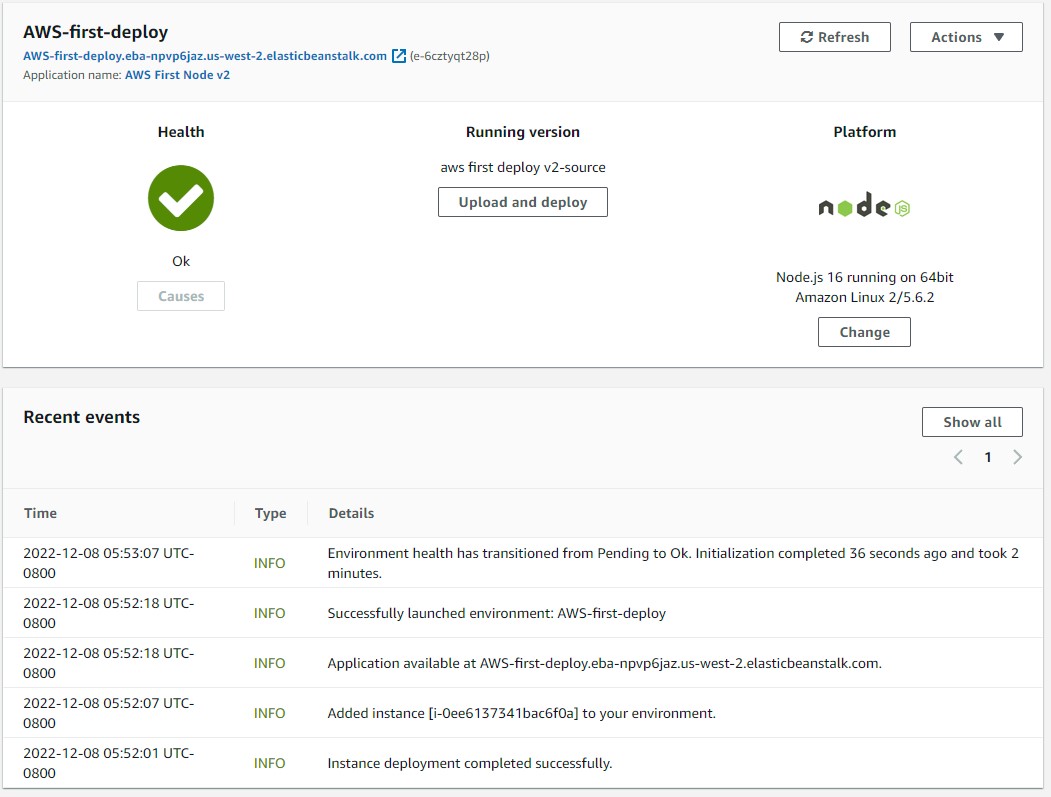 AWS-first-deploy
AWS-first-deploy.eba-npvp6jaz.us-west-2.elasticbeanstalk.com (e-6cztyqt28p)
Application name: AWS First Node v2
Refresh
Actions
Health
Ok
Causes
Running version
aws first deploy v2-source
Upload and deploy
Platform
node JS
Node.js 16 running on 64bit
Amazon Linux 2/5.6.2
Change
Recent events
Show all
1
Time Type Details
2022-12-08 05:53:07 UTC-
0800
INFO
Environment health has transitioned from Pending to Ok. Initialization completed 36 seconds ago and took 2
minutes.
2022-12-08 05:52:18 UTC-
0800
INFO
Successfully launched environment: AWS-first-deploy
2022-12-08 05:52:18 UTC-
0800
INFO
Application available at AWS-first-deploy.eba-npvp6jaz.us-west-2.elasticbeanstalk.com.
2022-12-08 05:52:07 UTC-
0800
INFO
Added instance [i-0ee6137341bac6f0a] to your environment.
2022-12-08 05:52:01 UTC-
0800
INFO
Instance deployment completed successfully.